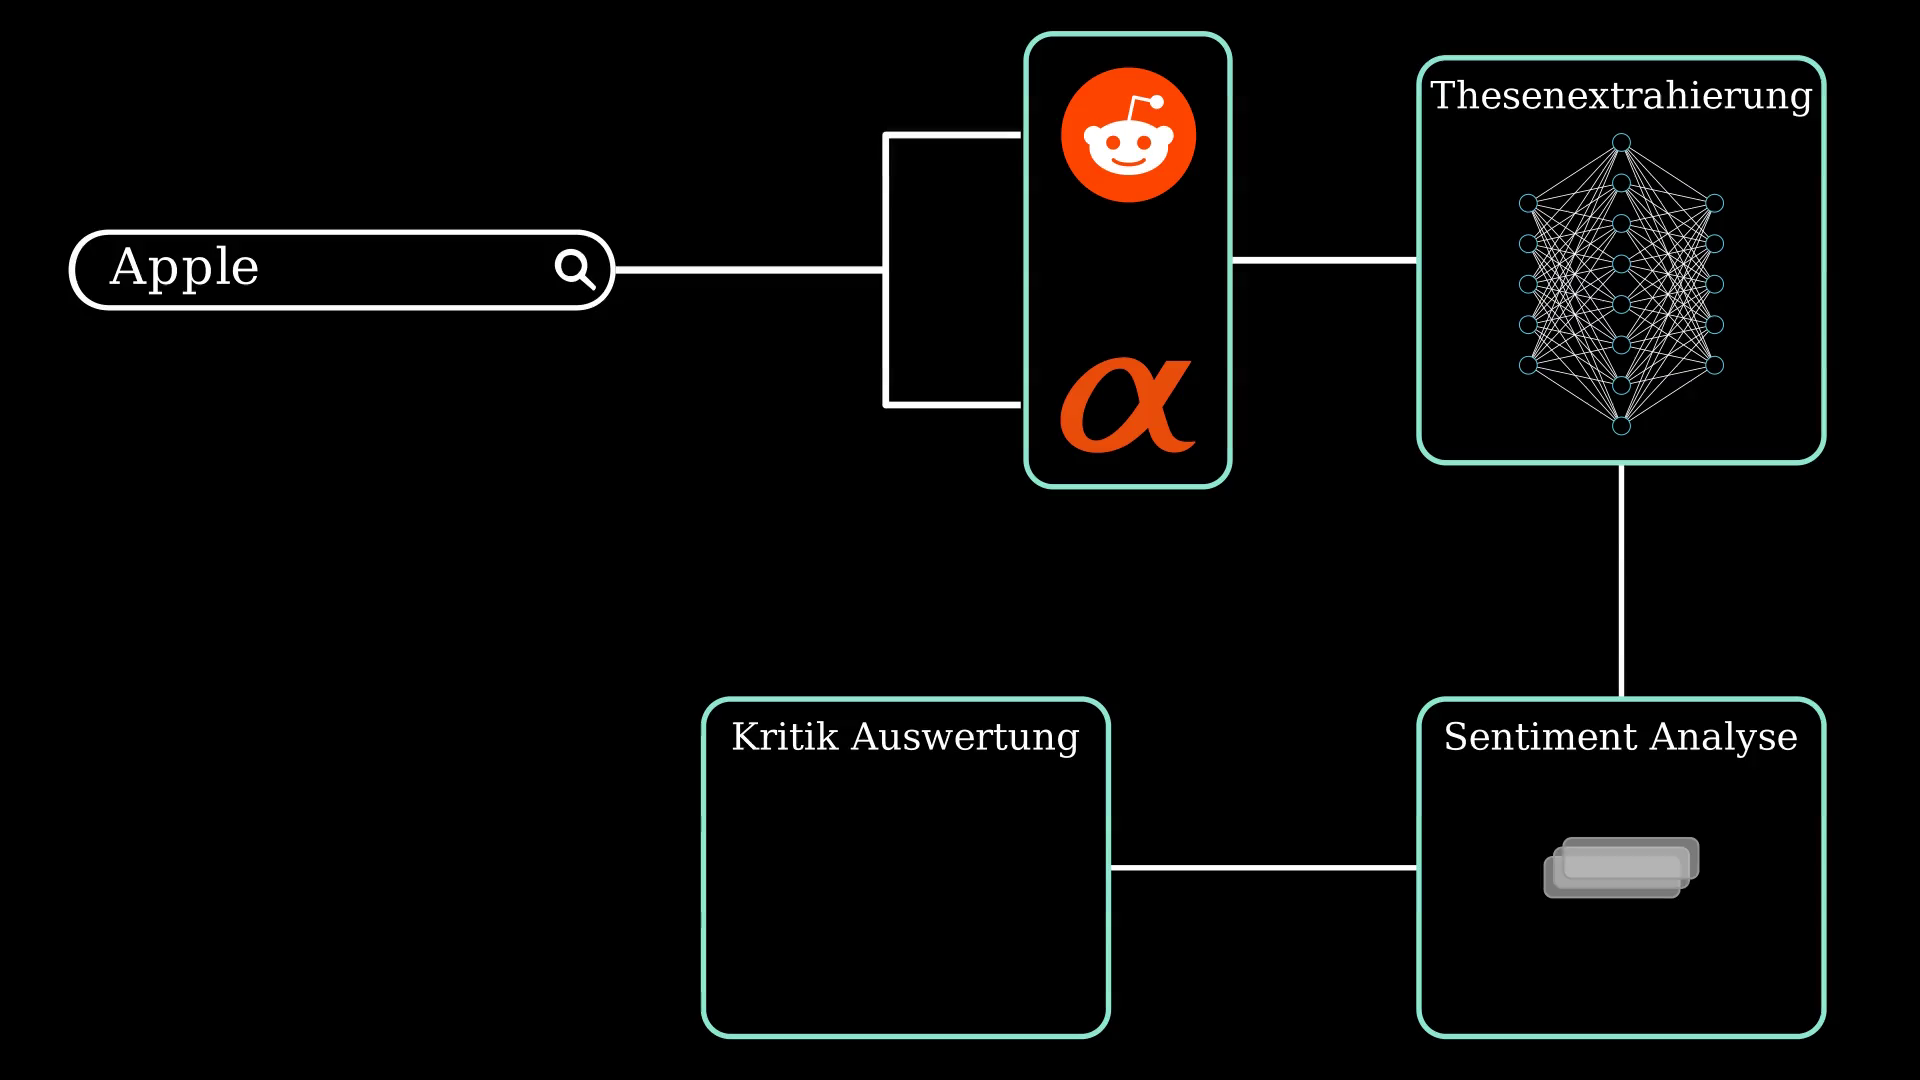 Apple
α
Thesenextrahierung
Kritik Auswertung
Sentiment Analyse